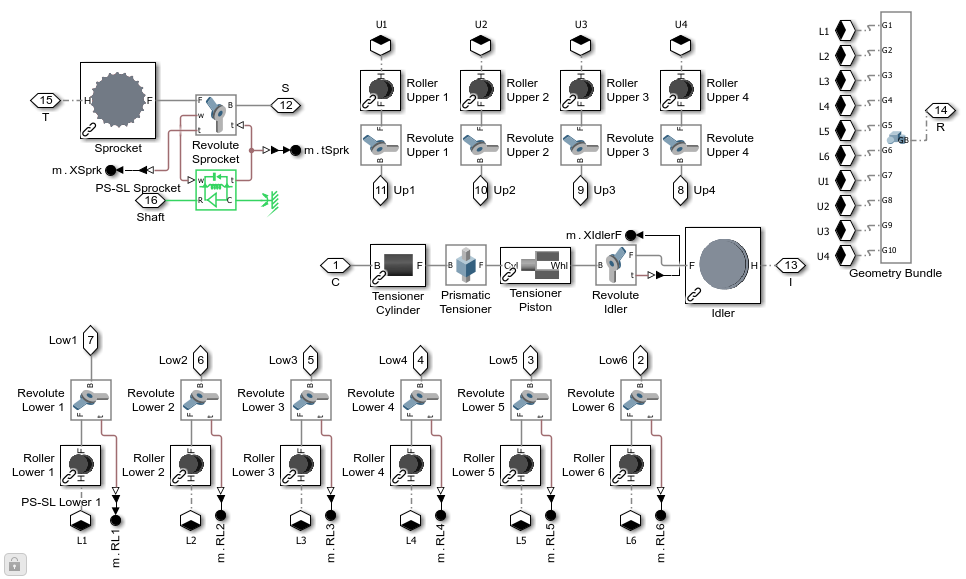 U1
U2
U3
U4
Roller
Upper 1
H
F
Roller
Upper 2
H
F
Roller
Upper 3
H
F
Roller
Upper 4
H
F
Revolute
Upper 1
Revolute
Upper 2
Revolute
Upper 3
Revolute
Upper 4
11
Up1
10
Up2
9
Up3
8
Up4
15
T
H
F
Sprocket
F
w
t
B
t
Revolute
Sprocket
S
12
m.tSprk
m.XSprk
PS-SL Sprocket
16
Shaft
w
t
R
C
L1
G1
L2
G2
L3
G3
L4
G4
L5
G5
L6
G6
U1
G7
U2
G8
U3
G9
U4
G10
GB
14
R
Geometry Bundle
m.XIdlerF
1
C
B
F
Tensioner
Cylinder
B
F
Prismatic
Tensioner
Cyl
Whl
Tensioner
Piston
B
F
t
Revolute
Idler
F
H
Idler
13
I
Low1
7
Low2
6
Low3
5
Low4
4
Low5
3
Low6
2
Revolute
Lower 1
B
F
t
Revolute
Lower 2
B
F
t
Revolute
Lower 3
B
F
t
Revolute
Lower 4
B
F
t
Revolute
Lower 5
B
F
t
Revolute
Lower 6
B
F
t
Roller
Lower 1
F
H
Roller
Lower 2
F
H
Roller
Lower 3
F
H
Roller
Lower 4
F
H
Roller
Lower 5
F
H
Roller
Lower 6
F
H
PS-SL Lower 1
L1
m.RL1
L2
m.RL2
L3
m.RL3
L4
m.RL4
L5
m.RL5
L6
m.RL6